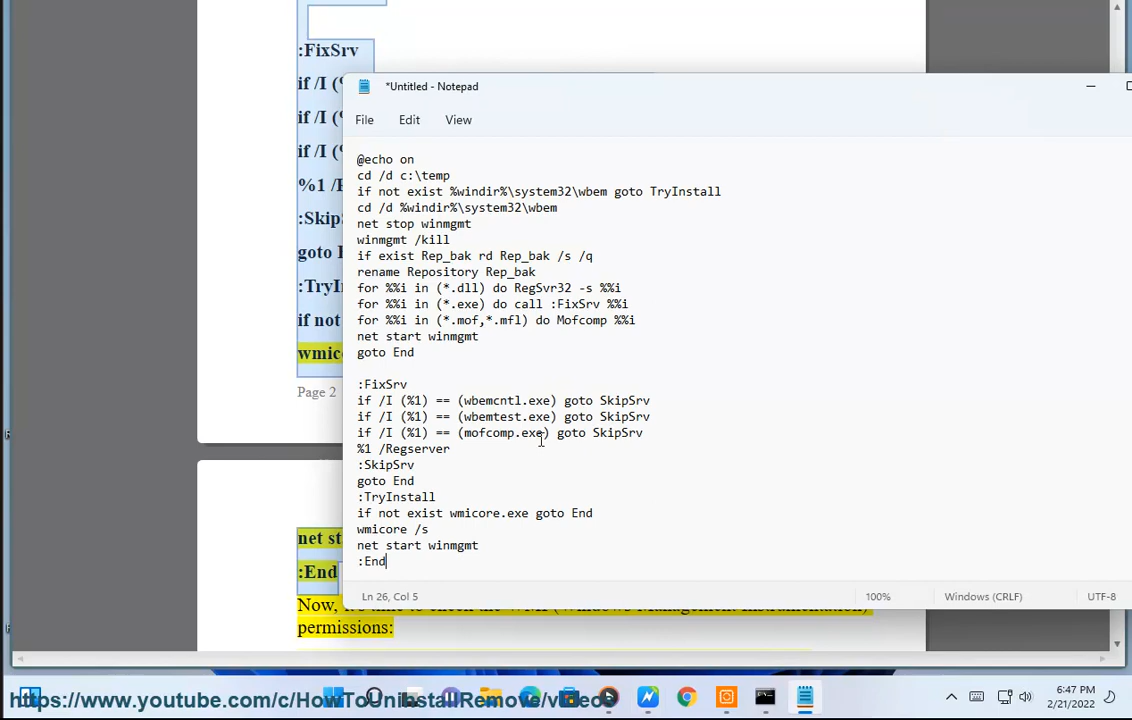 :FixSrv
if /I (%
if /I (%
if /I (%
%1 /R
:Skip
goto E
:TryI
if not
wmic
Page 2
net st
:End
permissions:
*Untitled - Notepad
File Edit View
@echo on
cd /d c:\temp
if not exist %windir%\system32\wbem goto TryInstall
cd /d %windir%\system32\wbem
net stop winmgmt
winmgmt /kill
if exist Rep_bak rd Rep_bak /s /q
rename Repository Rep_bak
for %%i in (*.dll) do RegSvr32 -s %%i
for %%i in (*.exe) do call :FixSrv %%i
for %%i in (*.mof,*.mfl) do Mofcomp %%i
net start winmgmt
goto End
:FixSrv
if /I (%1) == (wbemcntl.exe) goto SkipSrv
if /I (%1) == (wbemtest.exe) goto SkipSrv
if /I (%1) == (mofcomp.exe) goto SkipSrv
%1 /Regserver
:SkipSrv
goto End
:TryInstall
if not exist wmicore.exe goto End
wmicore /s
net start winmgmt
:End
Ln 26, Col 5 100% Windows (CRLF) UTF-8
https://www.youtube.com/c/HowToUninstallRemove/videos
6:47 PM
2/21/2022